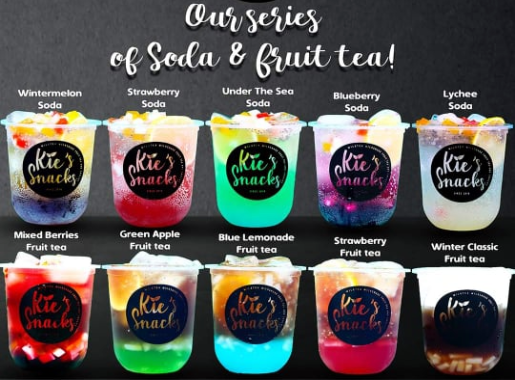 Our series
of Soda & fruit tea!
Wintermelon
Soda
Strawberry
Soda
Under The Sea
Soda
Blueberry
Soda
Lychee
Soda
Kie's
Snacks
Kie's
Snacks
Kie's
Snacks
Kie's
Snacks
Kie's
Snacks
Mixed Berries
Fruit tea
Green Apple
Fruit tea
Blue Lemonade
Fruit tea
Strawberry
Fruit tea
Winter Classic
Fruit tea
Kie's
Snacks
Kie's
Snacks
Kie's
Snacks
Kie's
Snacks
Kie's
Snacks